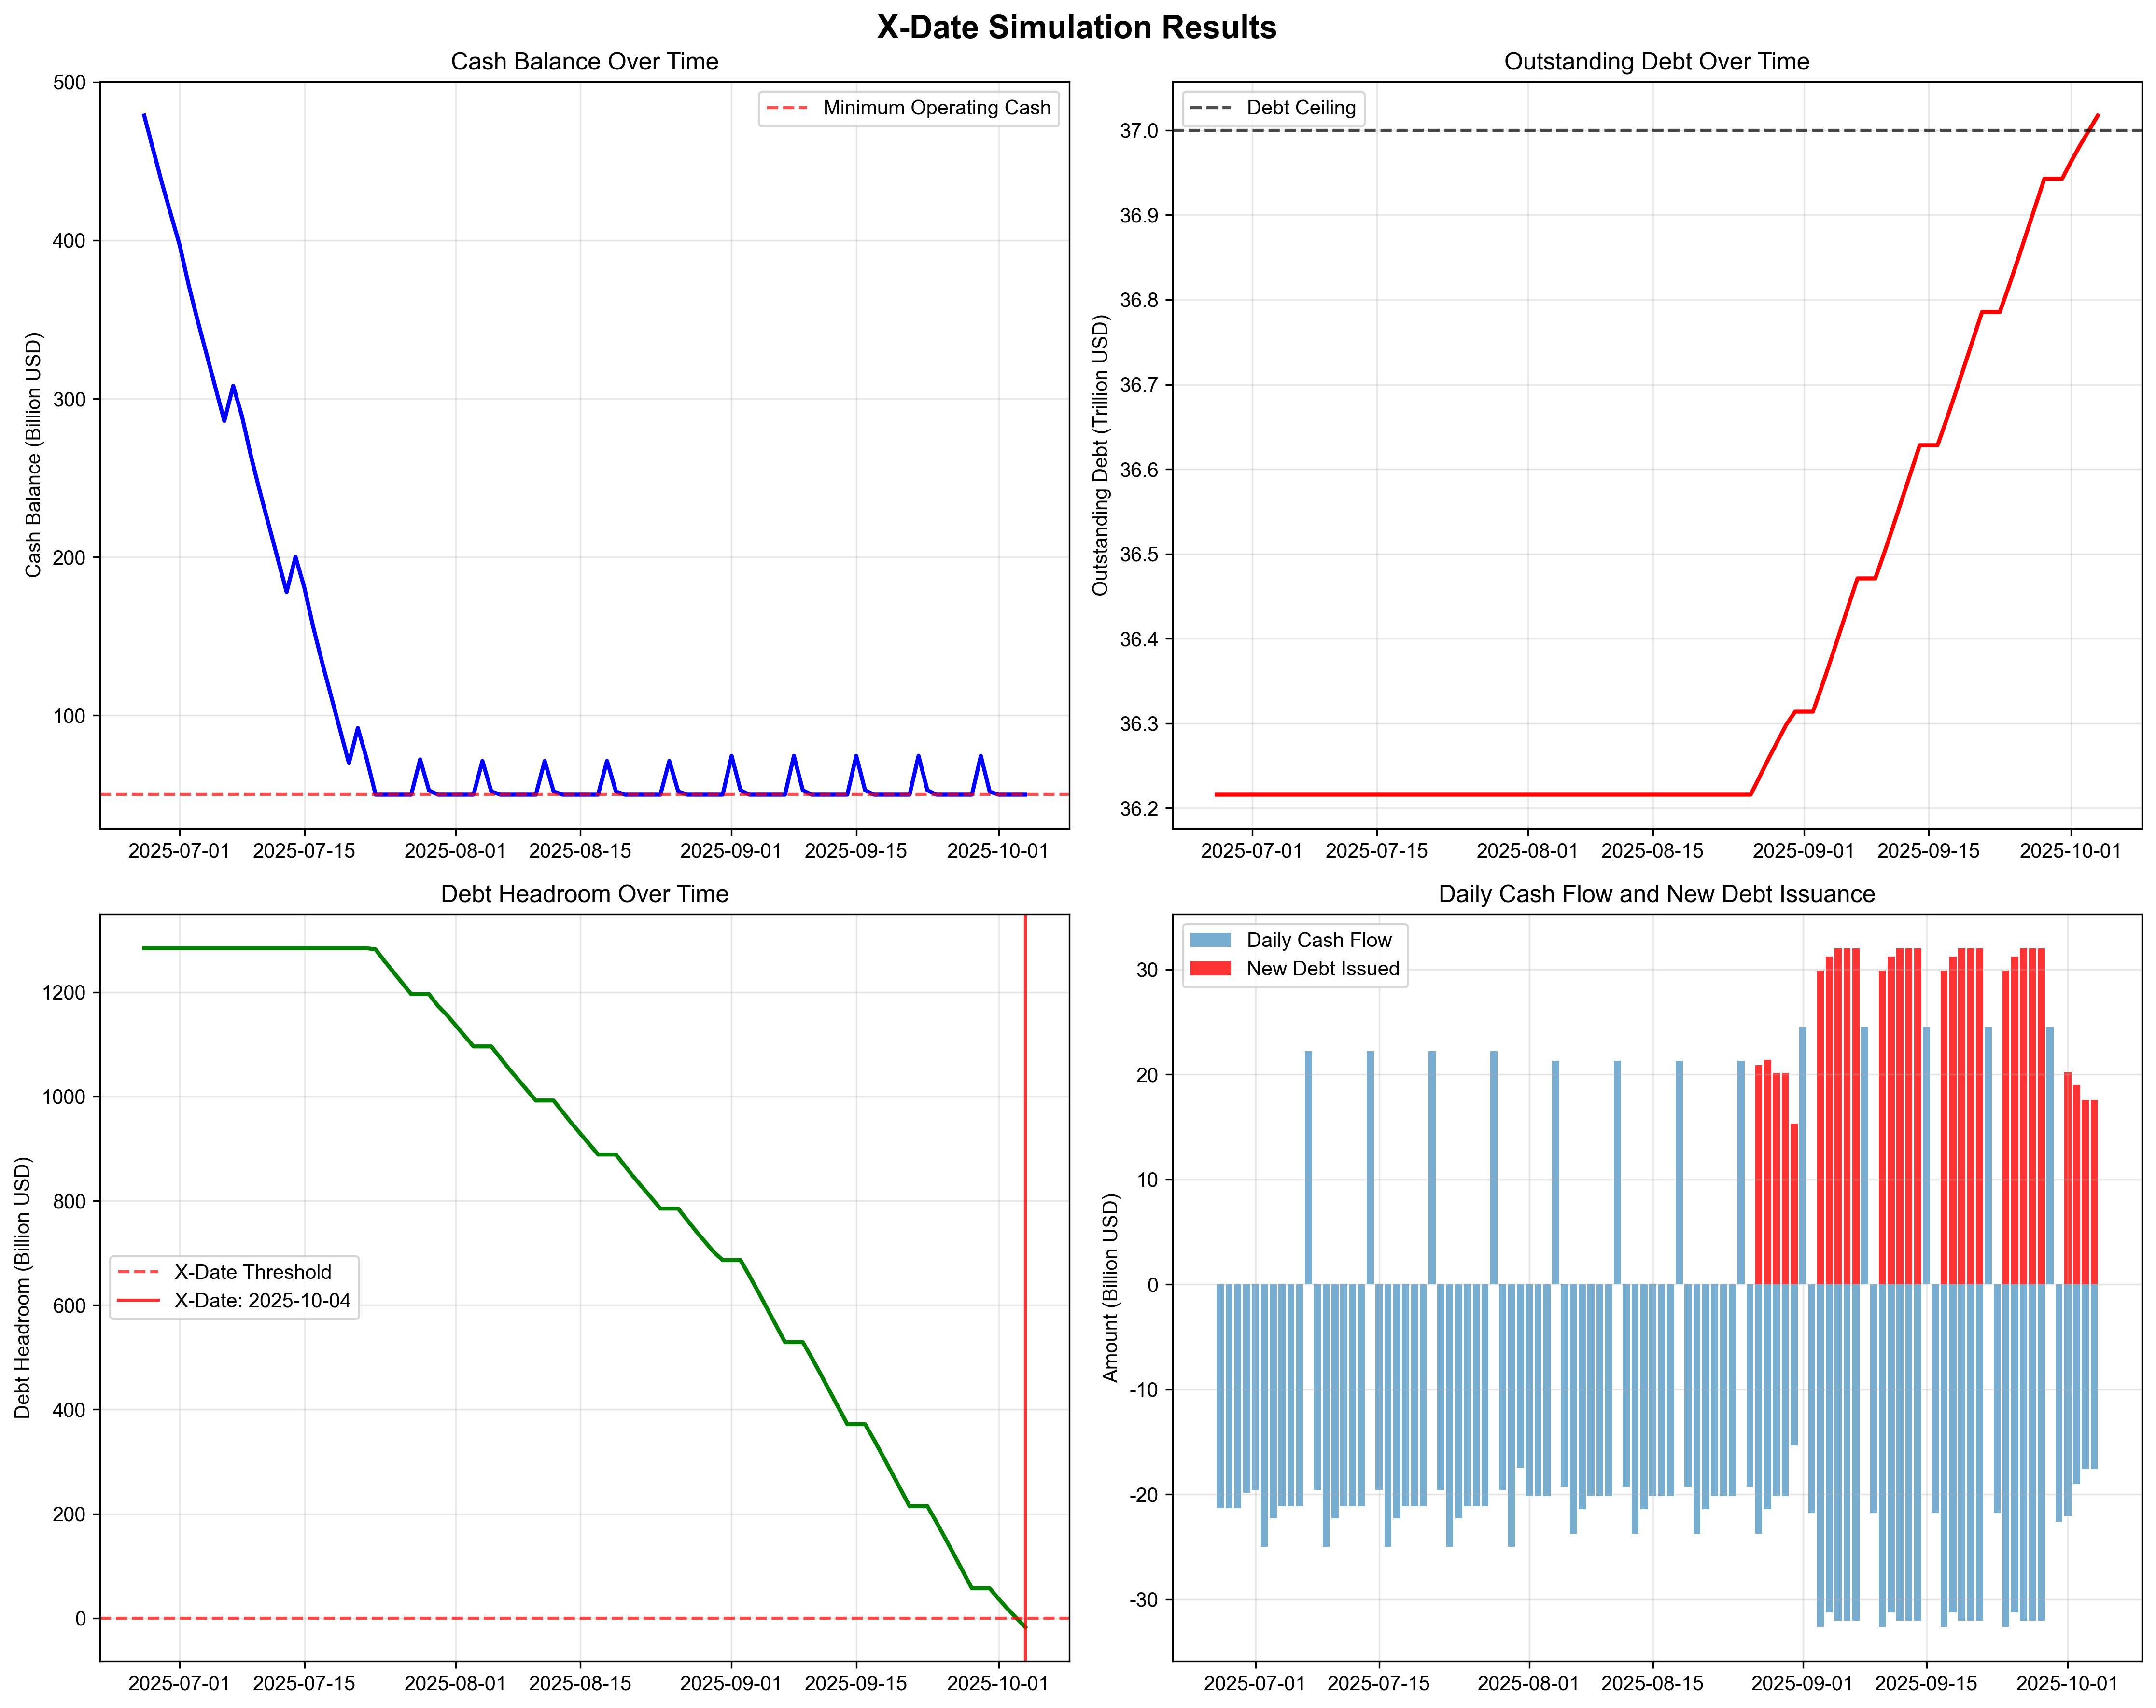 X-Date Simulation Results
Cash Balance Over Time
Cash Balance (Billion USD)
500
400
300
200
100
Minimum Operating Cash
2025-07-01 2025-07-15 2025-08-01 2025-08-15 2025-09-01 2025-09-15 2025-10-01
Outstanding Debt Over Time
Outstanding Debt (Trillion USD)
37.0
36.9
36.8
36.7
36.6
36.5
36.4
36.3
36.2
Debt Ceiling
2025-07-01 2025-07-15 2025-08-01 2025-08-15 2025-09-01 2025-09-15 2025-10-01
Debt Headroom Over Time
Debt Headroom (Billion USD)
1200
1000
800
600
400
200
0
X-Date Threshold
X-Date: 2025-10-04
2025-07-01 2025-07-15 2025-08-01 2025-08-15 2025-09-01 2025-09-15 2025-10-01
Daily Cash Flow and New Debt Issuance
Amount (Billion USD)
30
20
10
0
-10
-20
-30
Daily Cash Flow
New Debt Issued
2025-07-01 2025-07-15 2025-08-01 2025-08-15 2025-09-01 2025-09-15 2025-10-01